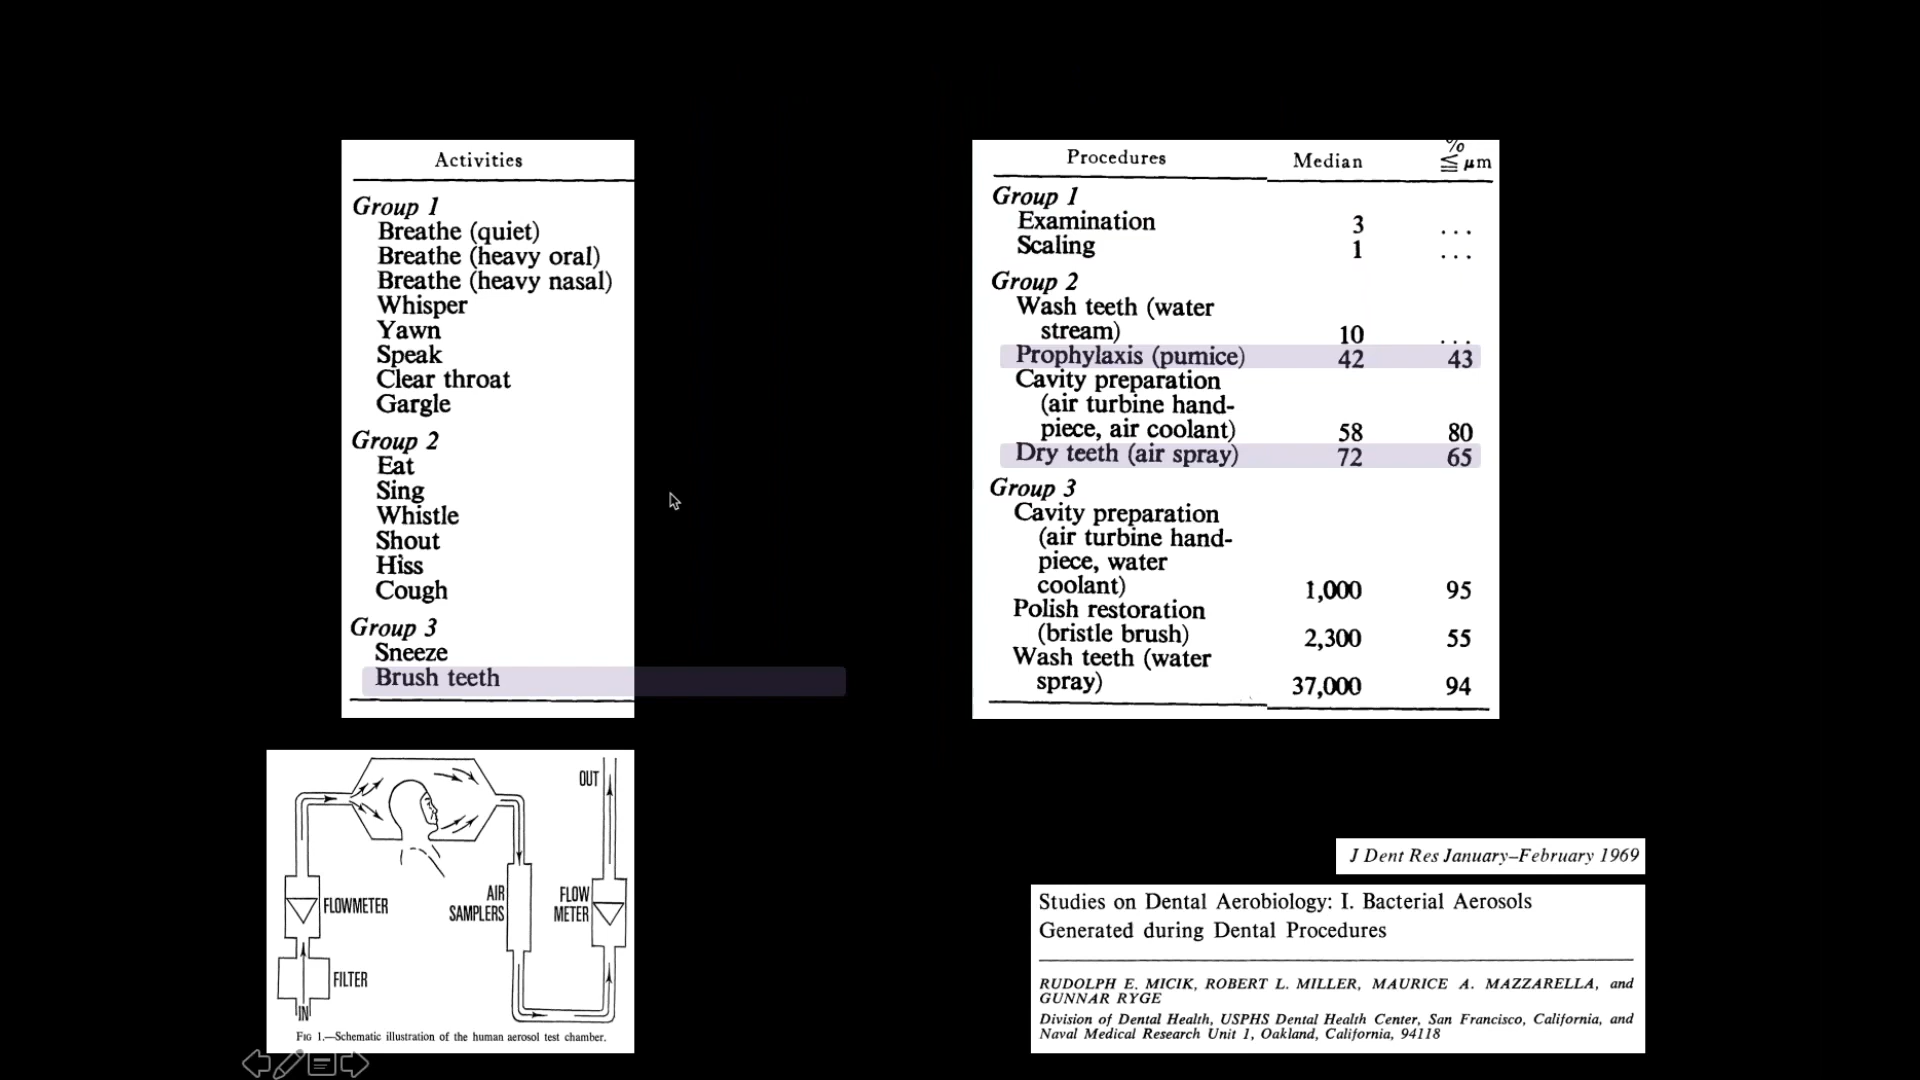 Activities
Group 1
Breathe (quiet)
Breathe (heavy oral)
Breathe (heavy nasal)
Whisper
Yawn
Speak
Clear throat
Gargle
Group 2
Eat
Sing
Whistle
Shout
Hiss
Cough
Group 3
Sneeze
Brush teeth
Procedures Median % ≦ μm
Group 1
Examination 3 ...
Scaling 1 ...
Group 2
Wash teeth (water
stream) 10 ...
Prophylaxis (pumice) 42 43
Cavity preparation
(air turbine hand-
piece, air coolant) 58 80
Dry teeth (air spray) 72 65
Group 3
Cavity preparation
(air turbine hand-
piece, water
coolant) 1,000 95
Polish restoration
(bristle brush) 2,300 55
Wash teeth (water
spray) 37,000 94
OUT
FLOWMETER
AIR
SAMPLERS
FLOW
METER
FILTER
IN
FIG 1.—Schematic illustration of the human aerosol test chamber.
J Dent Res January–February 1969
Studies on Dental Aerobiology: I. Bacterial Aerosols
Generated during Dental Procedures
RUDOLPH E. MICIK, ROBERT L. MILLER, MAURICE A. MAZZARELLA, and
GUNNAR RYGE
Division of Dental Health, USPHS Dental Health Center, San Francisco, California, and
Naval Medical Research Unit 1, Oakland, California, 94118